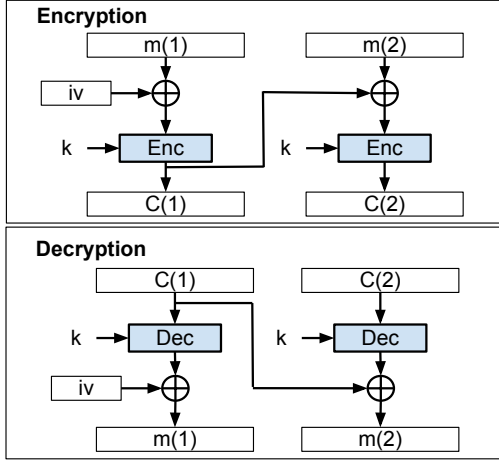 Encryption
m(1) m(2)
iv
k Enc k Enc
C(1) C(2)
Decryption
C(1) C(2)
k Dec k Dec
iv
m(1) m(2)